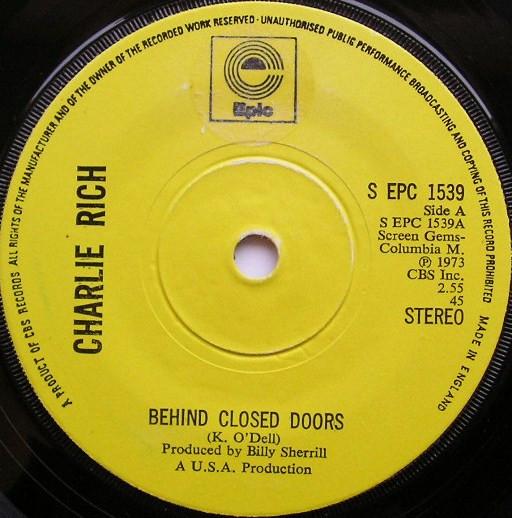 A PRODUCT OF CBS RECORDS ALL RIGHTS OF THE MANUFACTURER AND OF THE OWNER OF THE RECORDED WORK RESERVED · UNAUTHORISED PUBLIC PERFORMANCE BROADCASTING AND COPYING OF THIS RECORD PROHIBITED MADE IN ENGLAND
Epic
CHARLIE RICH
S EPC 1539
Side A
S EPC 1539A
Screen Gems-
Columbia M.
℗ 1973
CBS Inc.
2.55
45
STEREO
BEHIND CLOSED DOORS
(K. O'Dell)
Produced by Billy Sherrill
A U.S.A. Production